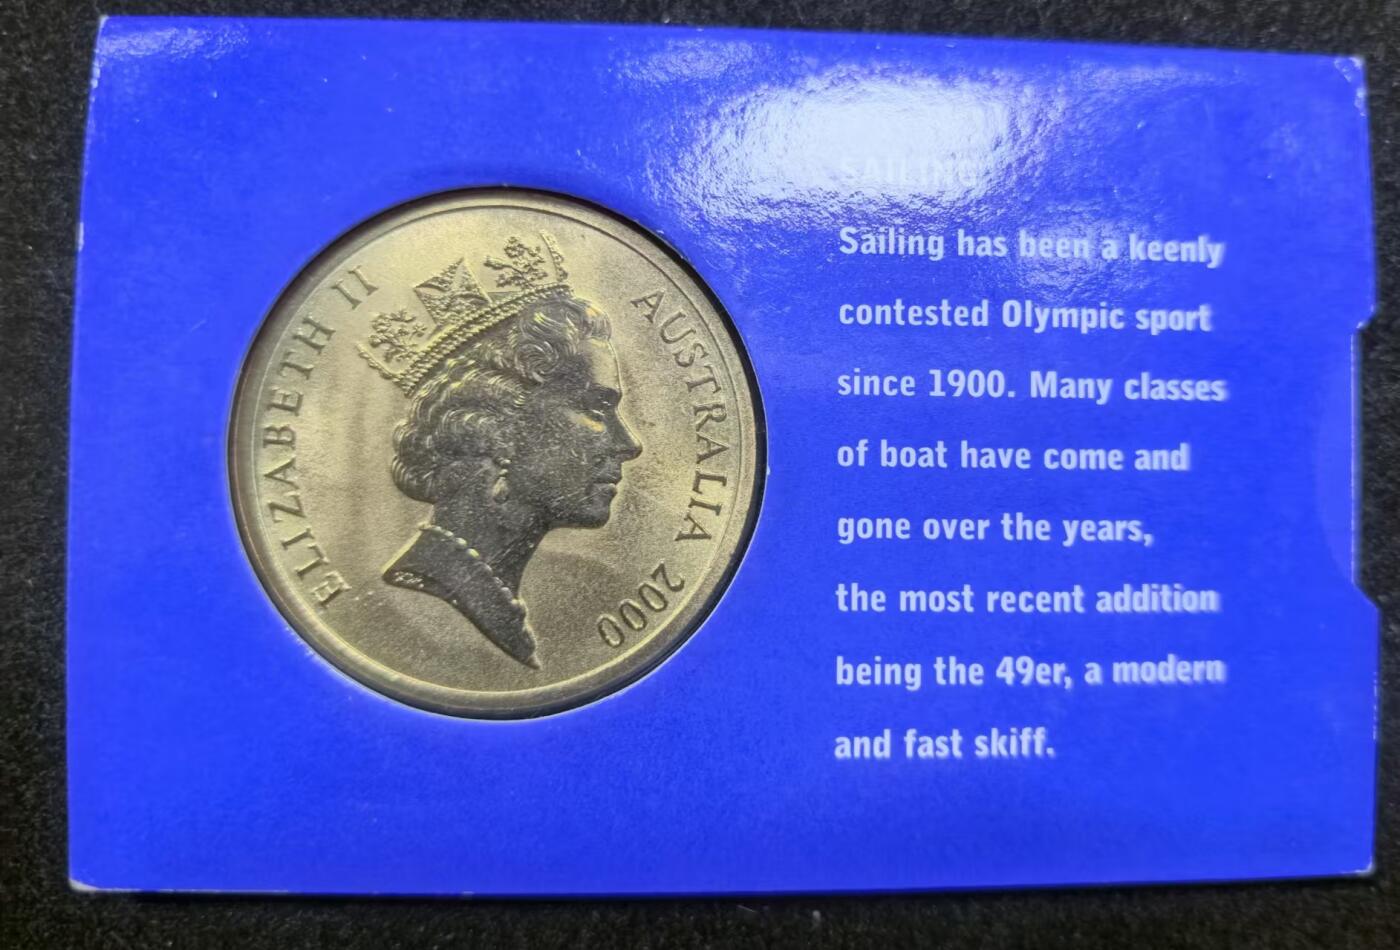 ELIZABETH II
AUSTRALIA 2000
SAILING
Sailing has been a keenly
contested Olympic sport
since 1900. Many classes
of boat have come and
gone over the years,
the most recent addition
being the 49er, a modern
and fast skiff.